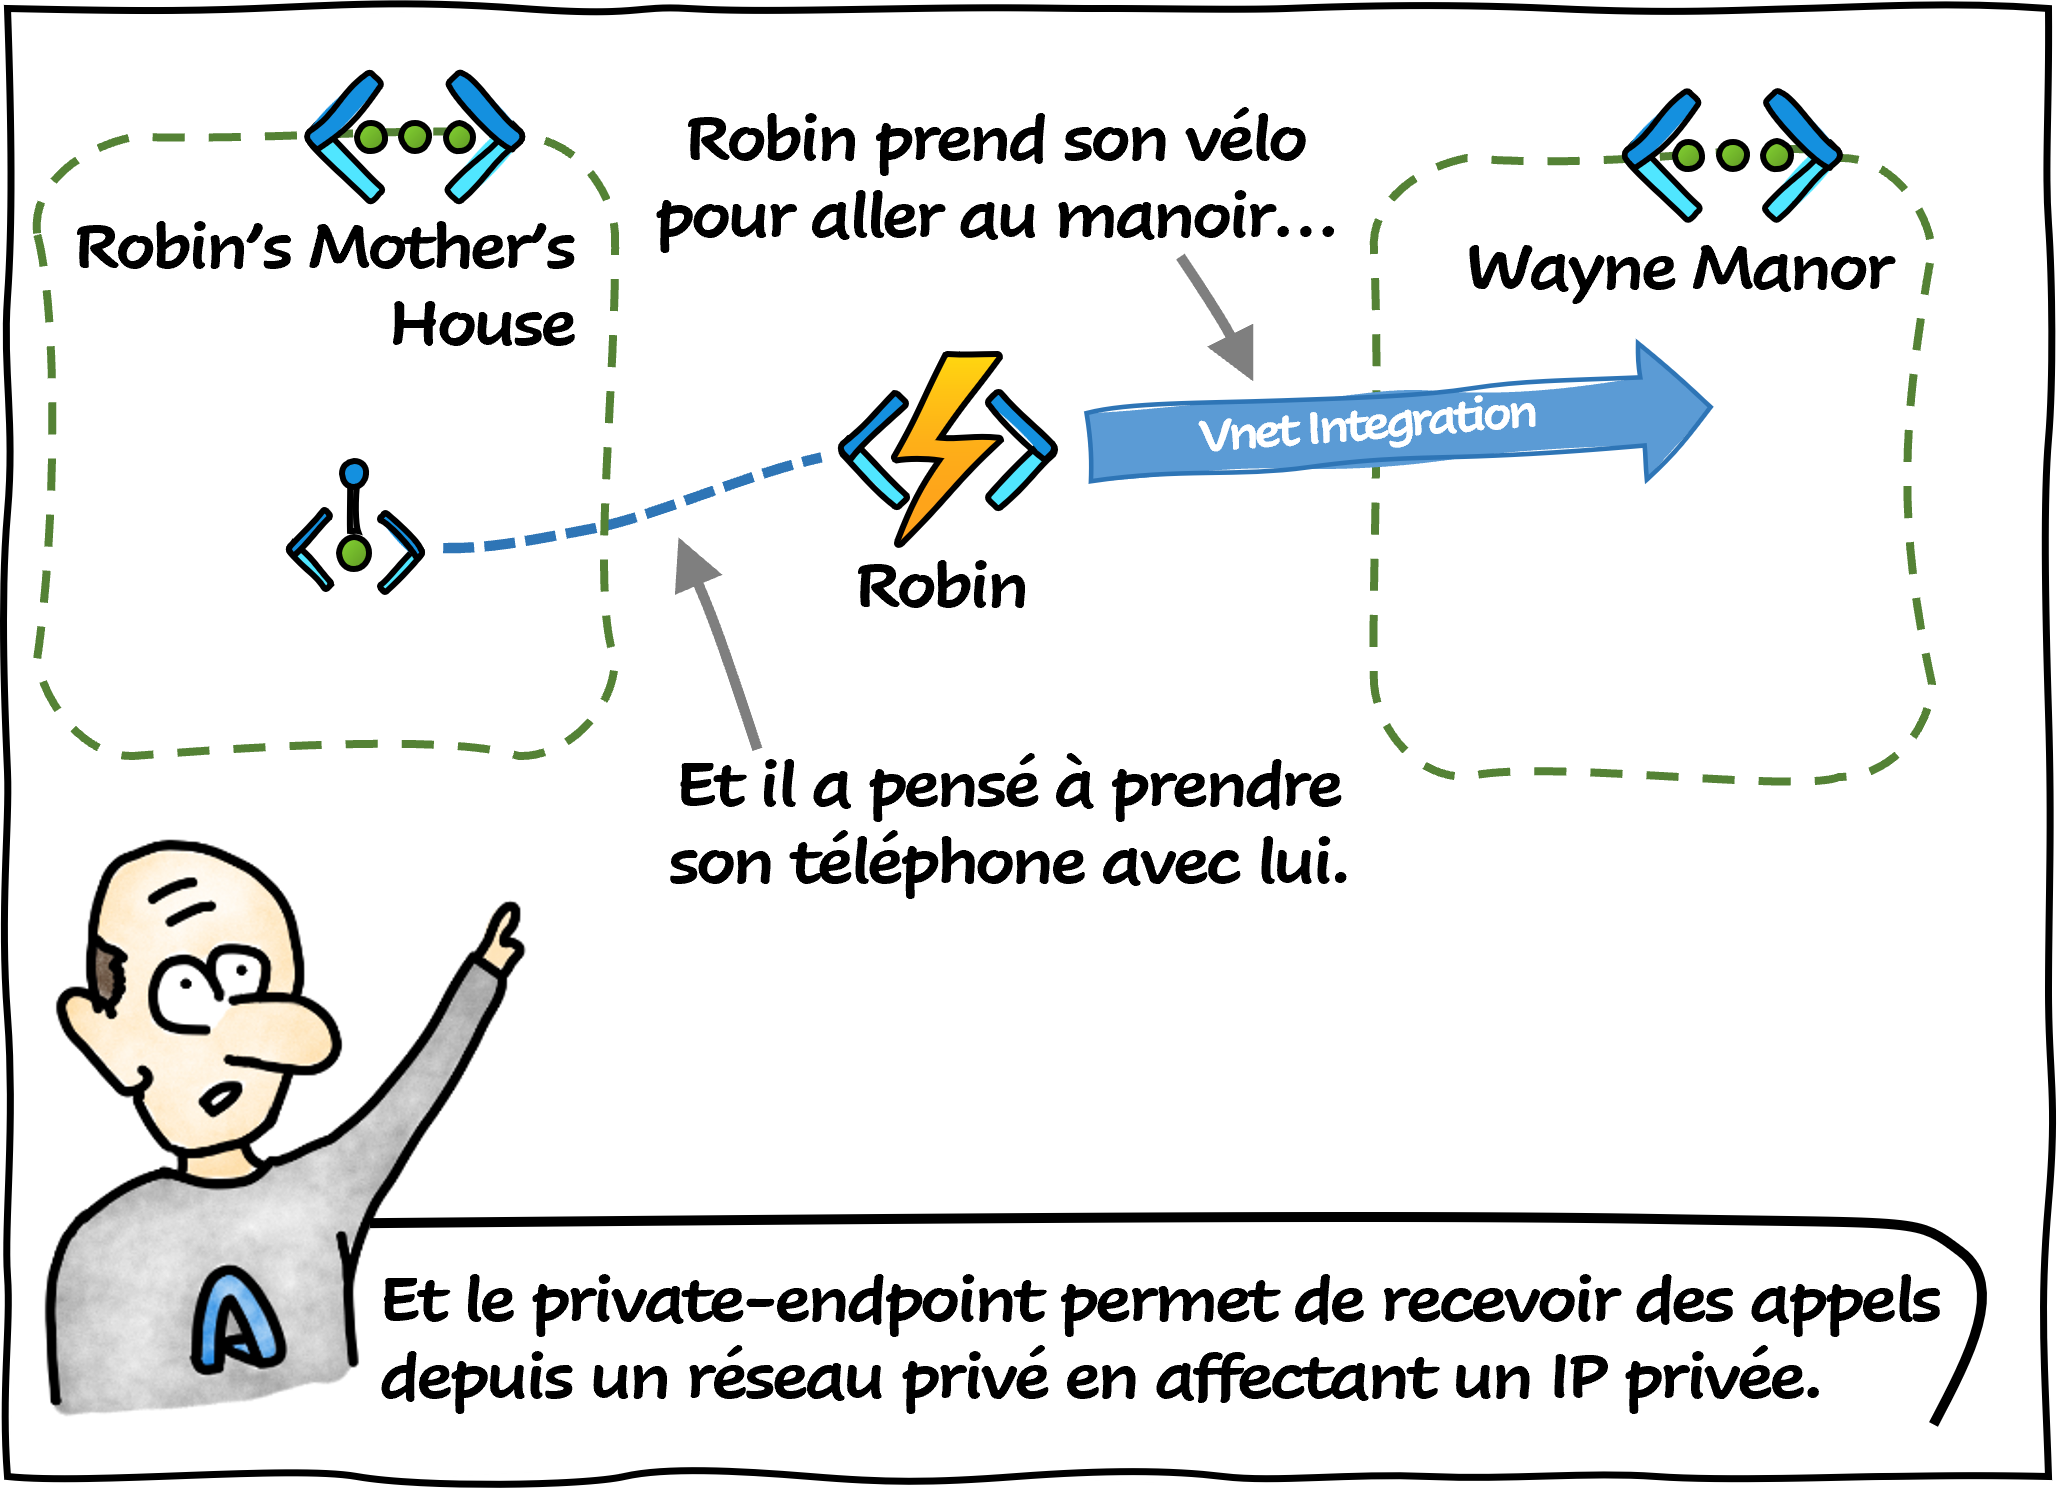 Robin's Mother's
House
Robin prend son vélo
pour aller au manoir...
Wayne Manor
Vnet Integration
Robin
Et il a pensé à prendre
son téléphone avec lui.
Et le private-endpoint permet de recevoir des appels
depuis un réseau privé en affectant un IP privée.